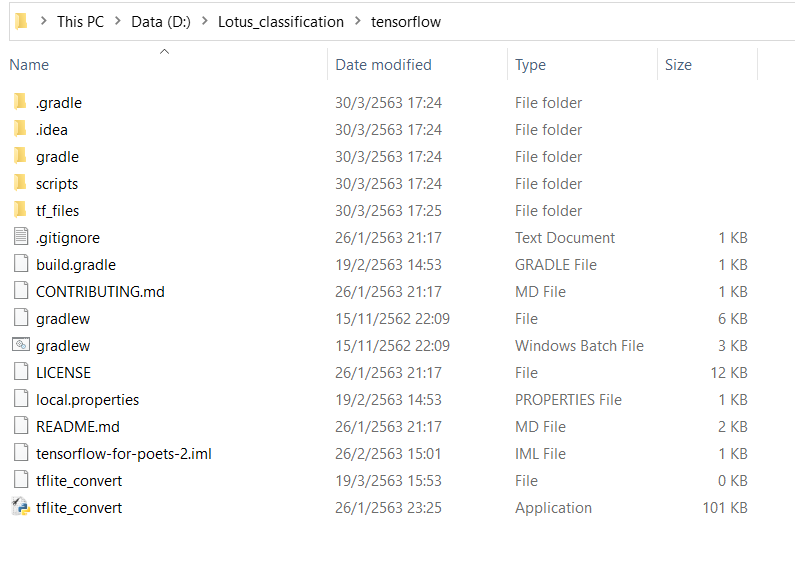 This PC > Data (D:) > Lotus_classification > tensorflow
Name Date modified Type Size
.gradle 30/3/2563 17:24 File folder
.idea 30/3/2563 17:24 File folder
gradle 30/3/2563 17:24 File folder
scripts 30/3/2563 17:24 File folder
tf_files 30/3/2563 17:25 File folder
.gitignore 26/1/2563 21:17 Text Document 1 KB
build.gradle 19/2/2563 14:53 GRADLE File 1 KB
CONTRIBUTING.md 26/1/2563 21:17 MD File 1 KB
gradlew 15/11/2562 22:09 File 6 KB
gradlew 15/11/2562 22:09 Windows Batch File 3 KB
LICENSE 26/1/2563 21:17 File 12 KB
local.properties 19/2/2563 14:53 PROPERTIES File 1 KB
README.md 26/1/2563 21:17 MD File 2 KB
tensorflow-for-poets-2.iml 26/2/2563 15:01 IML File 1 KB
tflite_convert 19/3/2563 15:53 File 0 KB
tflite_convert 26/1/2563 23:25 Application 101 KB